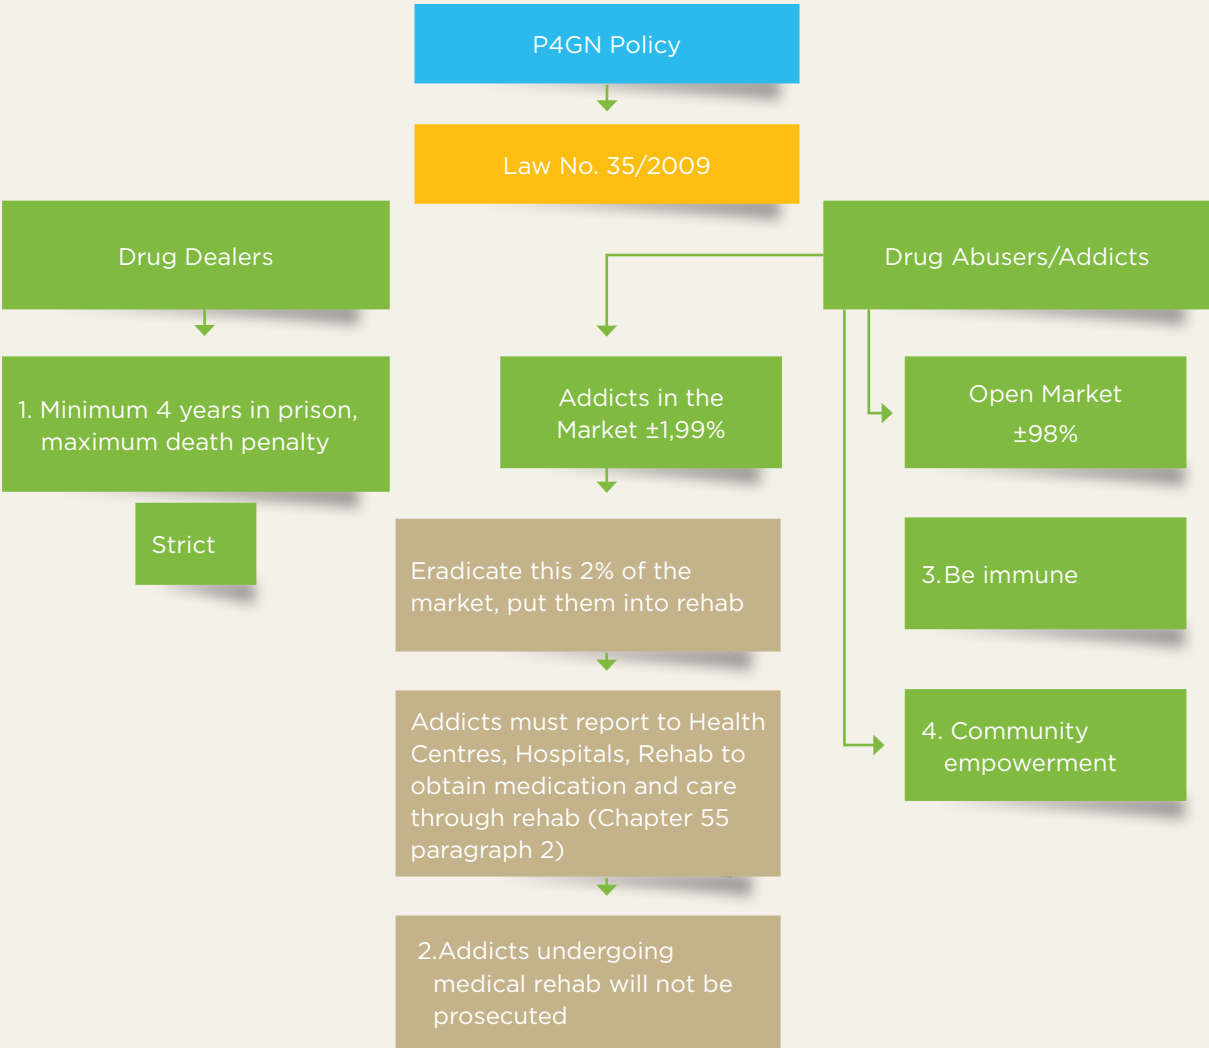 P4GN Policy
Law No. 35/2009
Drug Dealers
1. Minimum 4 years in prison,
maximum death penalty
Strict
Drug Abusers/Addicts
Addicts in the
Market ±1,99%
Eradicate this 2% of the
market, put them into rehab
Addicts must report to Health
Centres, Hospitals, Rehab to
obtain medication and care
through rehab (Chapter 55
paragraph 2)
2.Addicts undergoing
medical rehab will not be
prosecuted
Open Market
±98%
3.Be immune
4. Community
empowerment